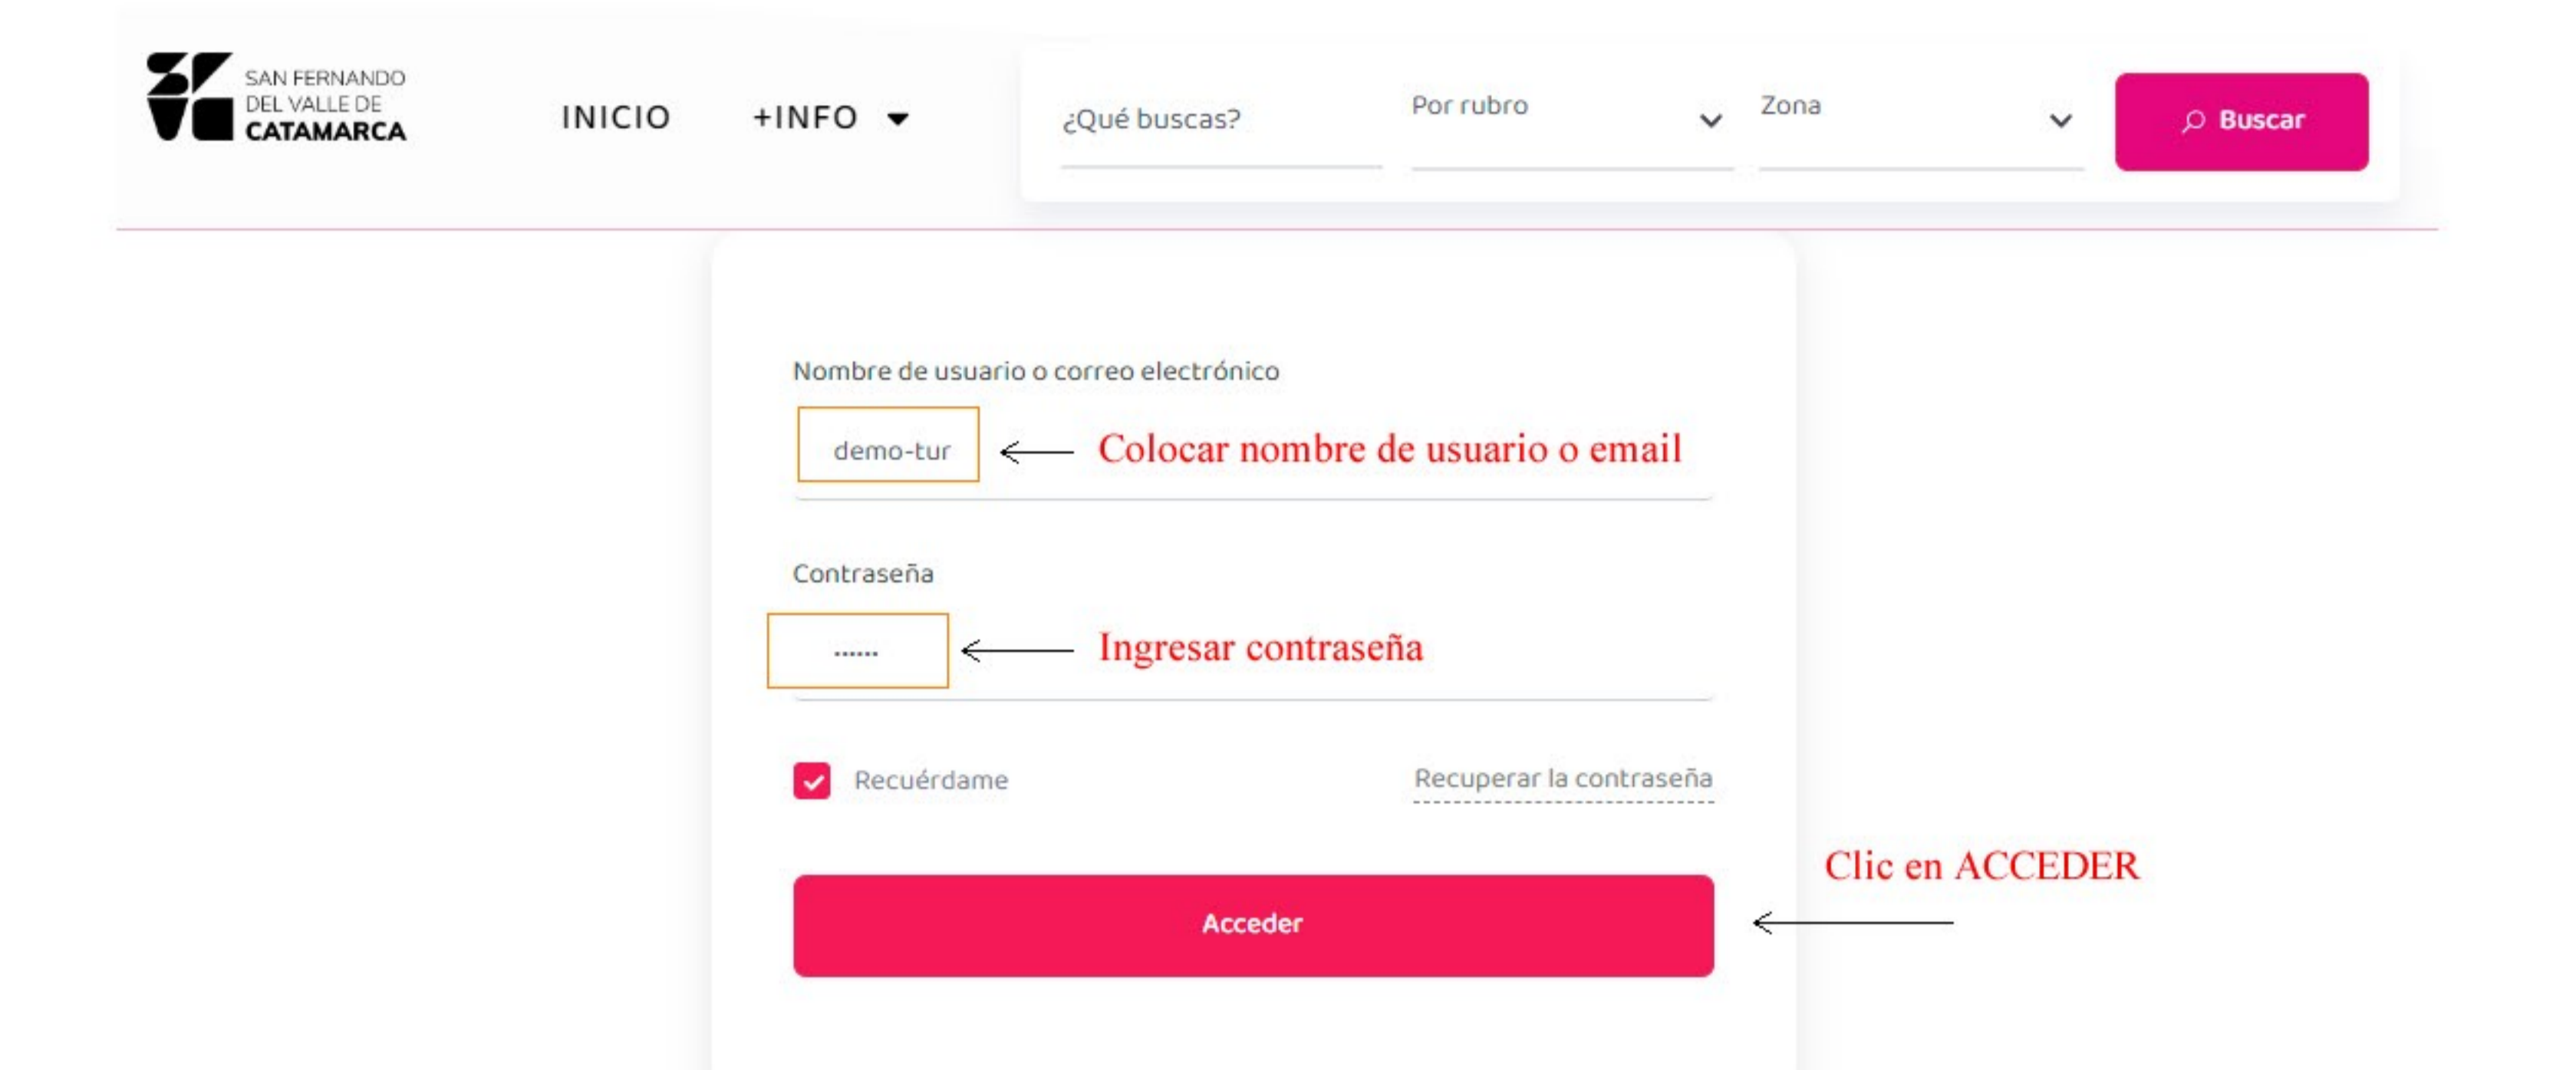 SAN FERNANDO
DEL VALLE DE
CATAMARCA
INICIO
+INFO
¿Qué buscas?
Por rubro
Zona
Buscar
Nombre de usuario o correo electrónico
demo-tur
Colocar nombre de usuario o email
Contraseña
......
Ingresar contraseña
Recuérdame
Recuperar la contraseña
Clic en ACCEDER
Acceder